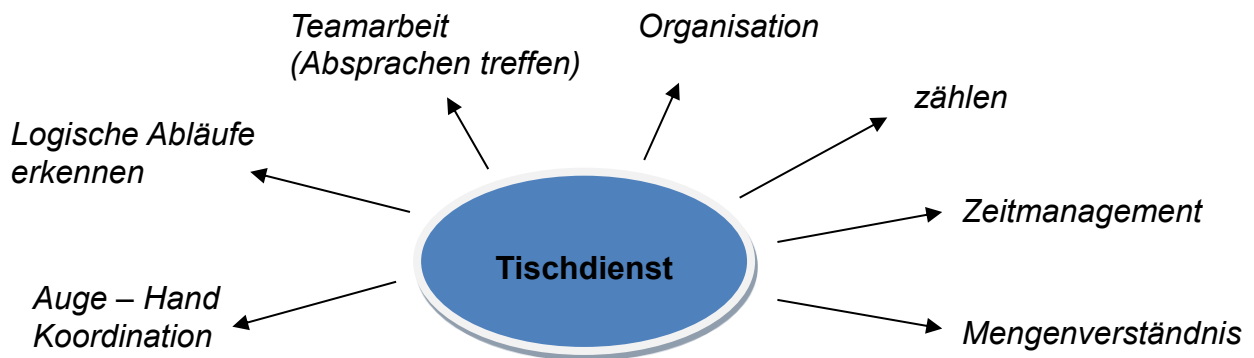 Teamarbeit
(Absprachen treffen)
Organisation
zählen
Logische Abläufe
erkennen
Zeitmanagement
Tischdienst
Auge – Hand
Koordination
Mengenverständnis